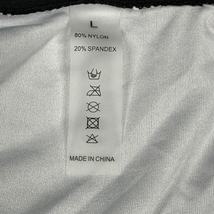 L
80% NYLON
20% SPANDEX
MADE IN CHINA